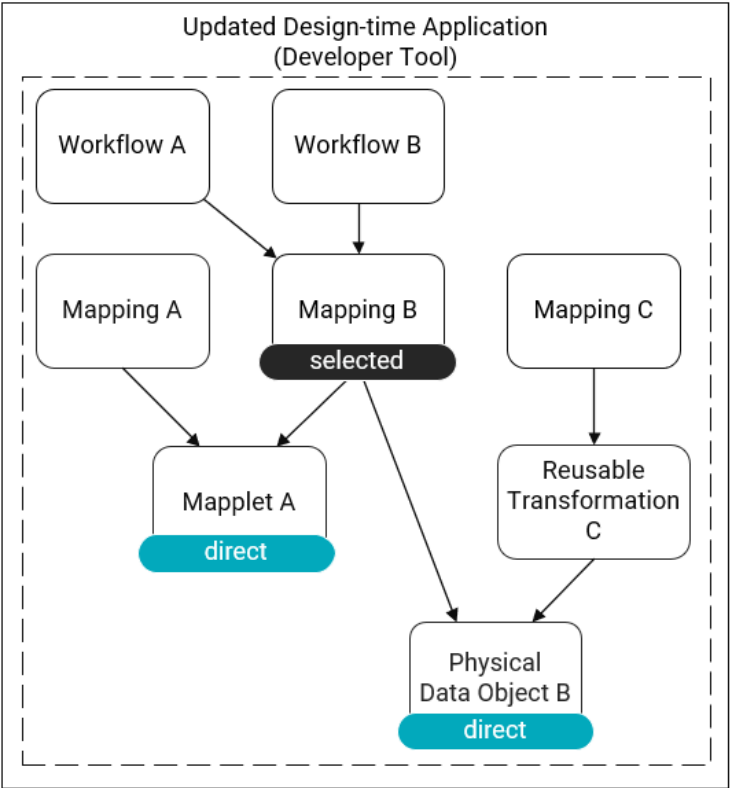 Updated Design-time Application
(Developer Tool)
Workflow A
Workflow B
Mapping A
Mapping B
selected
Mapping C
Mapplet A
direct
Reusable
Transformation
C
Physical
Data Object B
direct